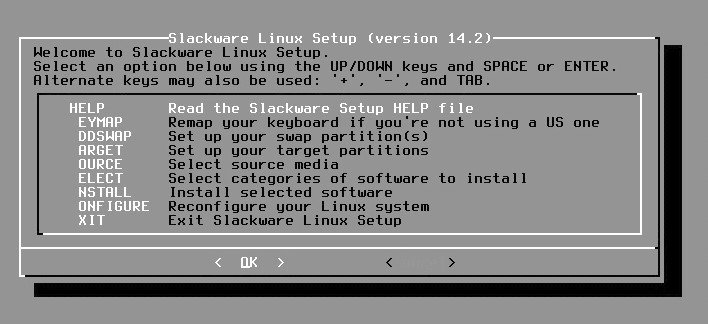 Slackware Linux Setup (version 14.2)
Welcome to Slackware Linux Setup.
Select an option below using the UP/DOWN keys and SPACE or ENTER.
Alternate keys may also be used: '+', '-', and TAB.
HELP Read the Slackware Setup HELP file
EYMAP Remap your keyboard if you're not using a US one
DDSWAP Set up your swap partition(s)
ARGET Set up your target partitions
OURCE Select source media
ELECT Select categories of software to install
NSTALL Install selected software
ONFIGURE Reconfigure your Linux system
XIT Exit Slackware Linux Setup
< OK > < >